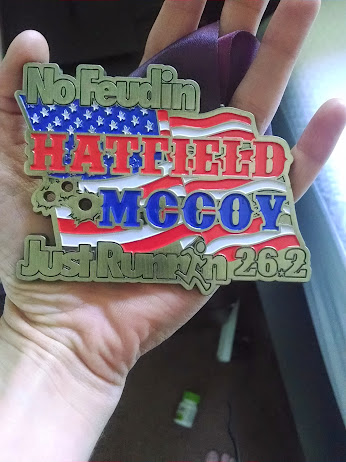 No Feudin
HATFIELD
MCCOY
Just Runnin 26.2